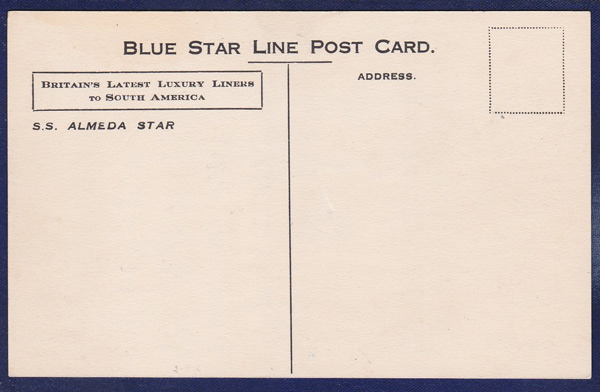 BLUE STAR LINE POST CARD.
BRITAIN'S LATEST LUXURY LINERS
TO SOUTH AMERICA
S.S. ALMEDA STAR
ADDRESS.